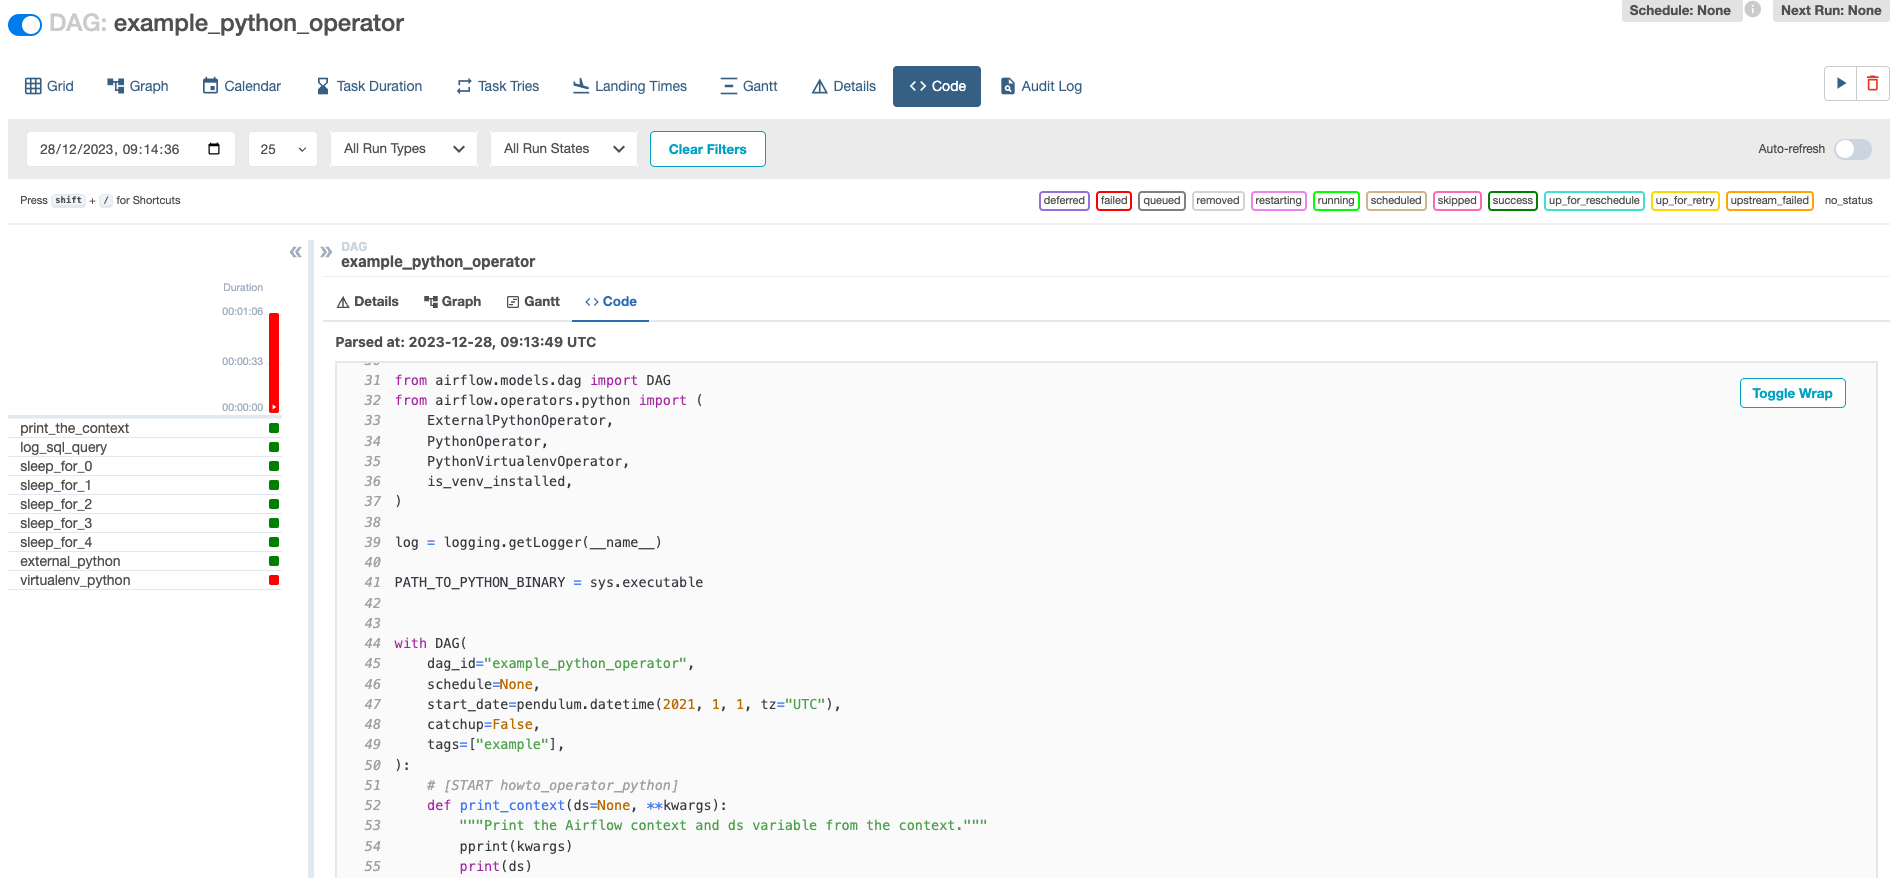 DAG: example_python_operator
Schedule: None
Next Run: None
Grid
Graph
Calendar
Task Duration
Task Tries
Landing Times
Gantt
Details
<> Code
Audit Log
28/12/2023, 09:14:36
25
All Run Types
All Run States
Clear Filters
Auto-refresh
Press shift + / for Shortcuts
deferred
failed
queued
removed
restarting
running
scheduled
skipped
success
up_for_reschedule
up_for_retry
upstream_failed
no_status
Duration
00:01:06
00:00:33
00:00:00
print_the_context
log_sql_query
sleep_for_0
sleep_for_1
sleep_for_2
sleep_for_3
sleep_for_4
external_python
virtualenv_python
DAG
example_python_operator
Details
Graph
Gantt
<> Code
Parsed at: 2023-12-28, 09:13:49 UTC
Toggle Wrap
30
31 from airflow.models.dag import DAG
32 from airflow.operators.python import (
33     ExternalPythonOperator,
34     PythonOperator,
35     PythonVirtualenvOperator,
36     is_venv_installed,
37 )
38
39 log = logging.getLogger(__name__)
40
41 PATH_TO_PYTHON_BINARY = sys.executable
42
43
44 with DAG(
45     dag_id="example_python_operator",
46     schedule=None,
47     start_date=pendulum.datetime(2021, 1, 1, tz="UTC"),
48     catchup=False,
49     tags=["example"],
50 ):
51     # [START howto_operator_python]
52     def print_context(ds=None, **kwargs):
53         """Print the Airflow context and ds variable from the context."""
54         pprint(kwargs)
55         print(ds)